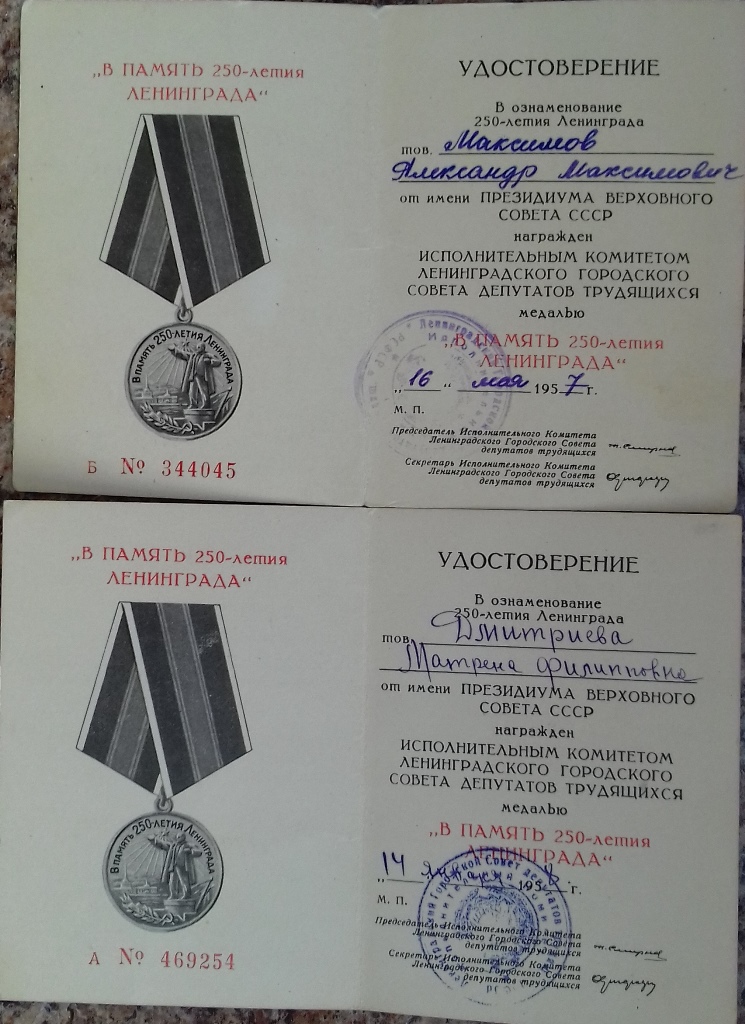 „В ПАМЯТЬ 250-летия
ЛЕНИНГРАДА“
В ПАМЯТЬ 250-ЛЕТИЯ ЛЕНИНГРАДА
Б № 344045
УДОСТОВЕРЕНИЕ
В ознаменование
250-летия Ленинграда
тов. Максимов
Александр Максимович
от имени ПРЕЗИДИУМА ВЕРХОВНОГО
СОВЕТА СССР
награжден
ИСПОЛНИТЕЛЬНЫМ КОМИТЕТОМ
ЛЕНИНГРАДСКОГО ГОРОДСКОГО
СОВЕТА ДЕПУТАТОВ ТРУДЯЩИХСЯ
медалью
„В ПАМЯТЬ 250-летия
ЛЕНИНГРАДА“
„16“ мая 1957 г.
М. П.
Председатель Исполнительного Комитета
Ленинградского Городского Совета
депутатов трудящихся
Секретарь Исполнительного Комитета
Ленинградского Городского Совета
депутатов трудящихся
„В ПАМЯТЬ 250-летия
ЛЕНИНГРАДА“
В ПАМЯТЬ 250-ЛЕТИЯ ЛЕНИНГРАДА
А № 469254
УДОСТОВЕРЕНИЕ
В ознаменование
250-летия Ленинграда
тов. Дмитриева
Матрена Филипповна
от имени ПРЕЗИДИУМА ВЕРХОВНОГО
СОВЕТА СССР
награжден
ИСПОЛНИТЕЛЬНЫМ КОМИТЕТОМ
ЛЕНИНГРАДСКОГО ГОРОДСКОГО
СОВЕТА ДЕПУТАТОВ ТРУДЯЩИХСЯ
медалью
„В ПАМЯТЬ 250-летия
ЛЕНИНГРАДА“
„14 1958 г.
М. П.
Председатель Исполнительного Комитета
Ленинградского Городского Совета
депутатов трудящихся
Секретарь Исполнительного Комитета
Ленинградского Городского Совета
депутатов трудящихся